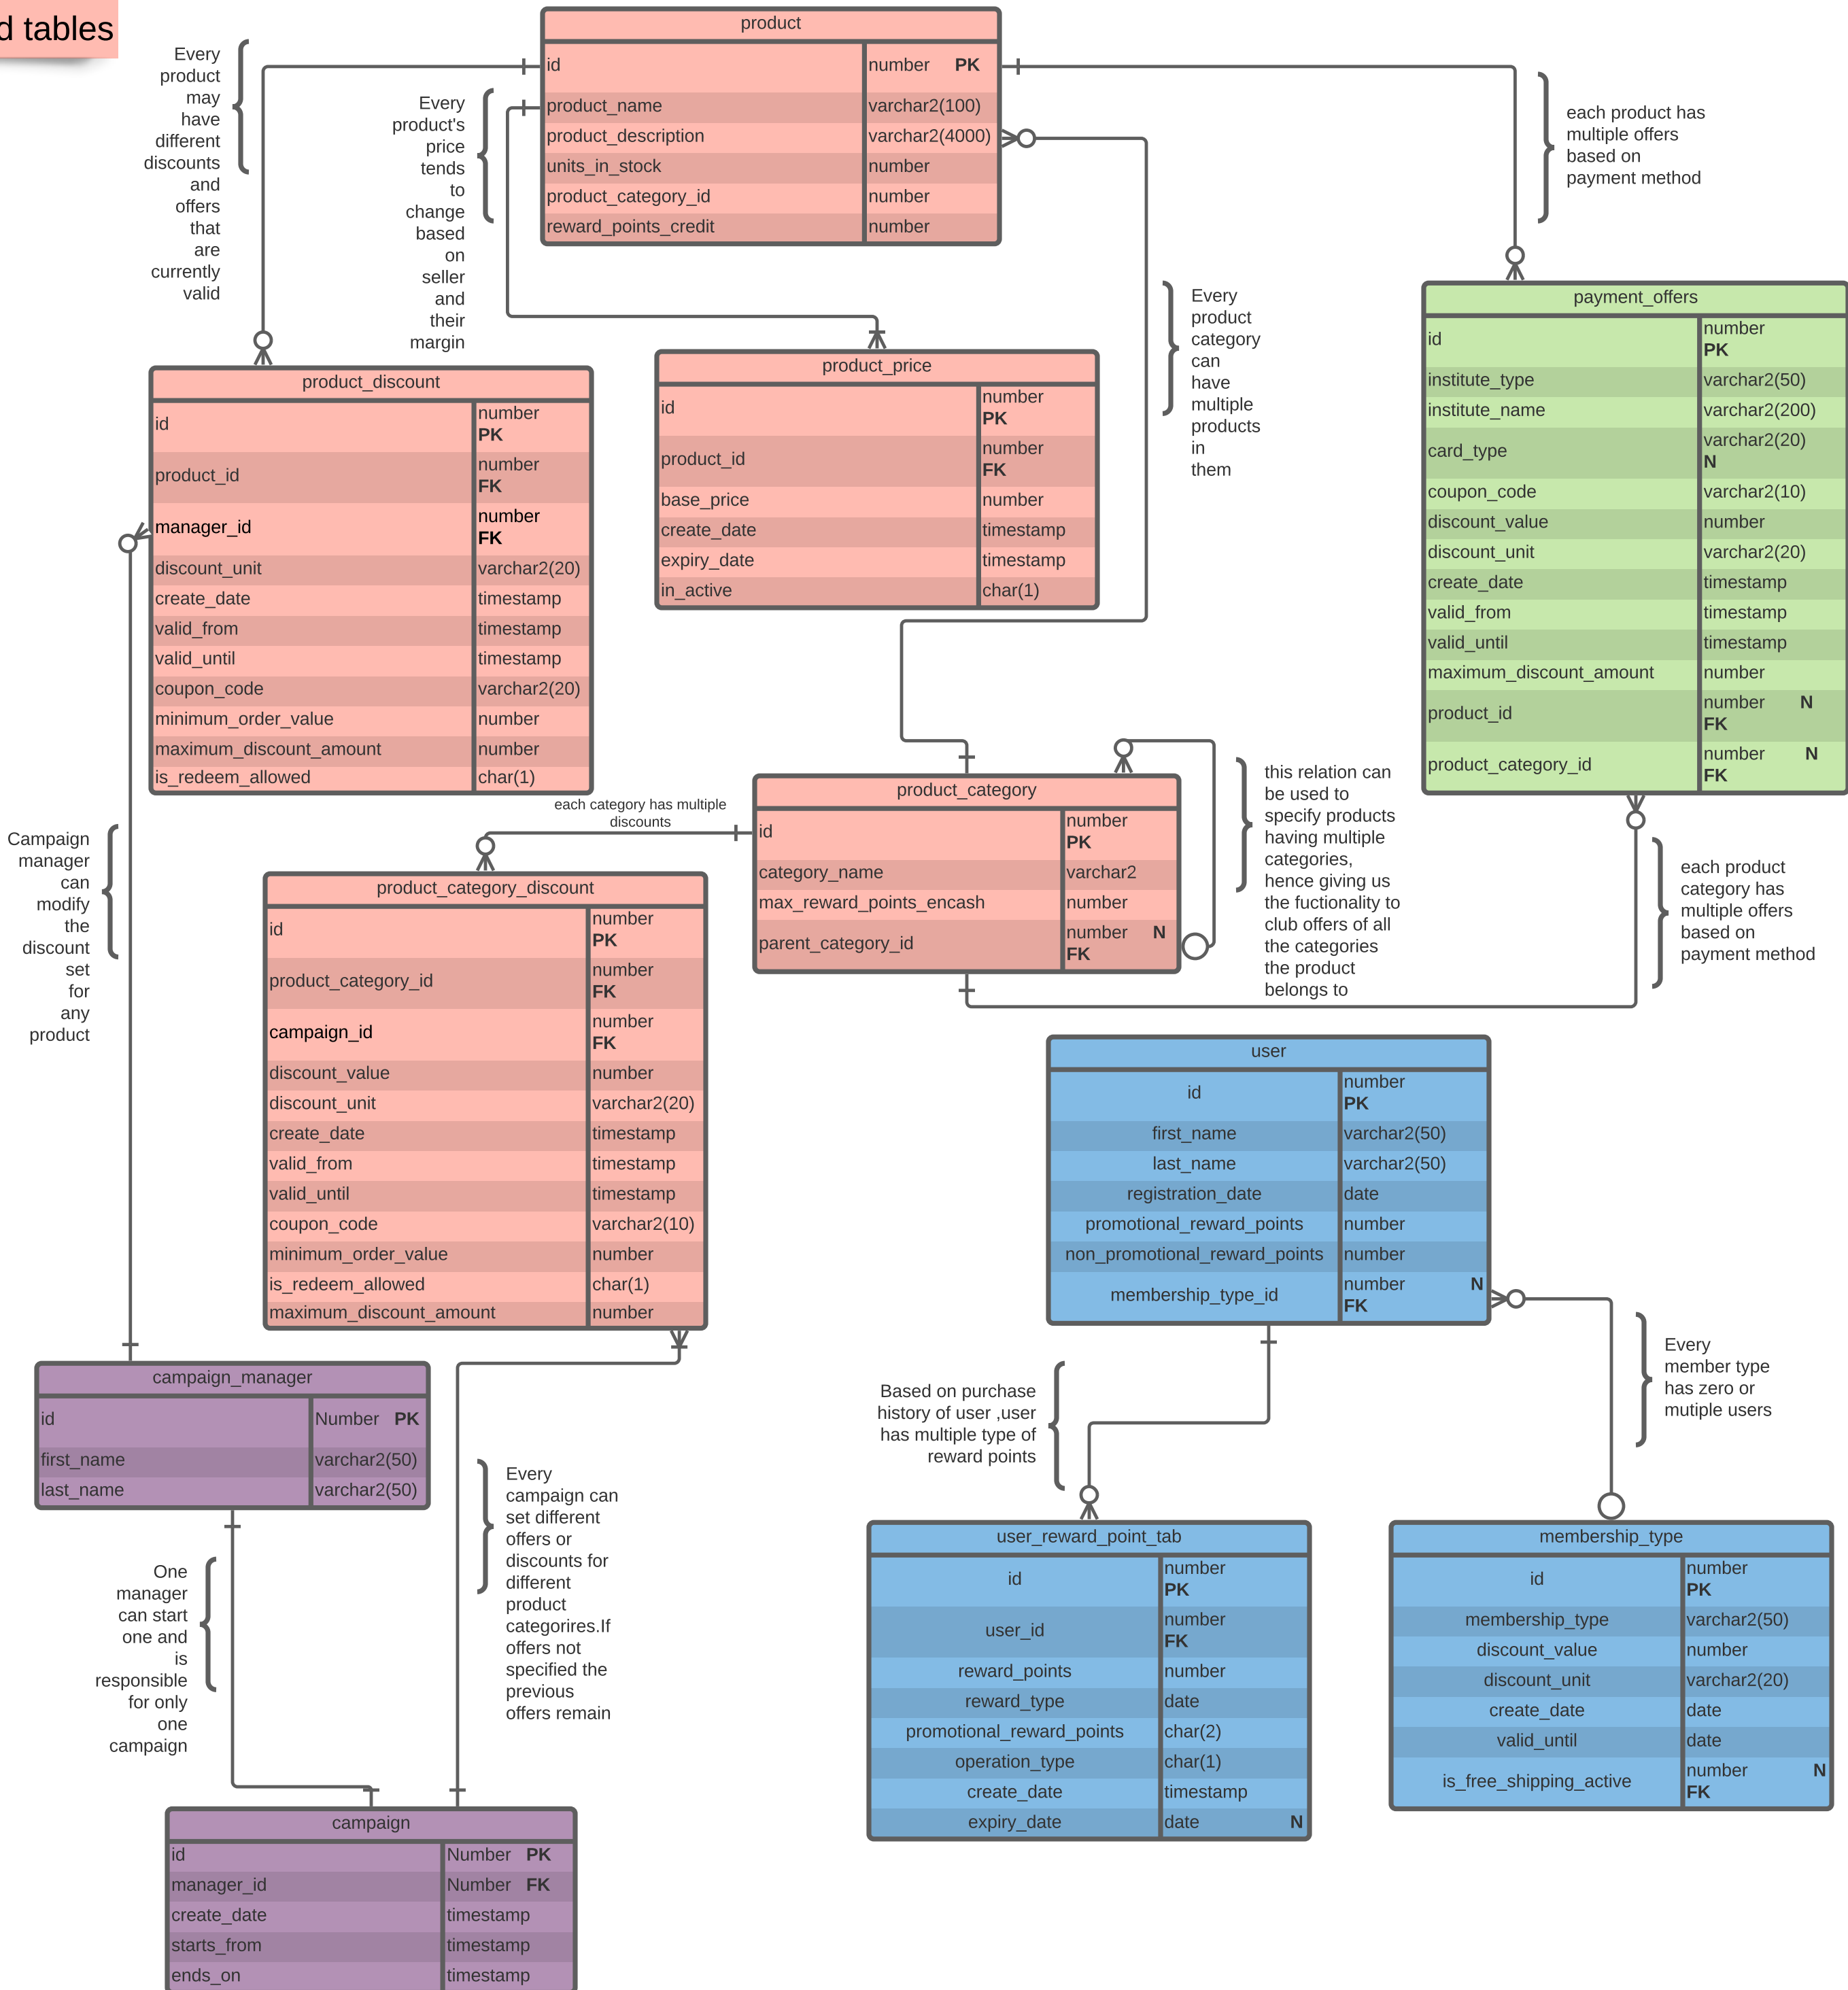 d tables
Every
product
may
have
different
discounts
and
offers
that
are
currently
valid
Every
product's
price
tends
to
change
based
on
seller
and
their
margin
product
id number PK
product_name varchar2(100)
product_description varchar2(4000)
units_in_stock number
product_category_id number
reward_points_credit number
each product has
multiple offers
based on
payment method
Every
product
category
can
have
multiple
products
in
them
payment_offers
id number
PK
institute_type varchar2(50)
institute_name varchar2(200)
card_type varchar2(20)
N
coupon_code varchar2(10)
discount_value number
discount_unit varchar2(20)
create_date timestamp
valid_from timestamp
valid_until timestamp
maximum_discount_amount number
product_id number N
FK
product_category_id number N
FK
product_discount
id number
PK
product_id number
FK
manager_id number
FK
discount_unit varchar2(20)
create_date timestamp
valid_from timestamp
valid_until timestamp
coupon_code varchar2(20)
minimum_order_value number
maximum_discount_amount number
is_redeem_allowed char(1)
product_price
id number
PK
product_id number
FK
base_price number
create_date timestamp
expiry_date timestamp
in_active char(1)
each category has multiple
discounts
product_category
id number
PK
category_name varchar2
max_reward_points_encash number
parent_category_id number N
FK
this relation can
be used to
specify products
having multiple
categories,
hence giving us
the fuctionality to
club offers of all
the categories
the product
belongs to
each product
category has
multiple offers
based on
payment method
Campaign
manager
can
modify
the
discount
set
for
any
product
product_category_discount
id number
PK
product_category_id number
FK
campaign_id number
FK
discount_value number
discount_unit varchar2(20)
create_date timestamp
valid_from timestamp
valid_until timestamp
coupon_code varchar2(10)
minimum_order_value number
is_redeem_allowed char(1)
maximum_discount_amount number
user
id number
PK
first_name varchar2(50)
last_name varchar2(50)
registration_date date
promotional_reward_points number
non_promotional_reward_points number
membership_type_id number N
FK
Every
member type
has zero or
mutiple users
Based on purchase
history of user ,user
has multiple type of
reward points
campaign_manager
id Number PK
first_name varchar2(50)
last_name varchar2(50)
Every
campaign can
set different
offers or
discounts for
different
product
categorires.If
offers not
specified the
previous
offers remain
One
manager
can start
one and
is
responsible
for only
one
campaign
user_reward_point_tab
id number
PK
user_id number
FK
reward_points number
reward_type date
promotional_reward_points char(2)
operation_type char(1)
create_date timestamp
expiry_date date N
membership_type
id number
PK
membership_type varchar2(50)
discount_value number
discount_unit varchar2(20)
create_date date
valid_until date
is_free_shipping_active number N
FK
campaign
id Number PK
manager_id Number FK
create_date timestamp
starts_from timestamp
ends_on timestamp